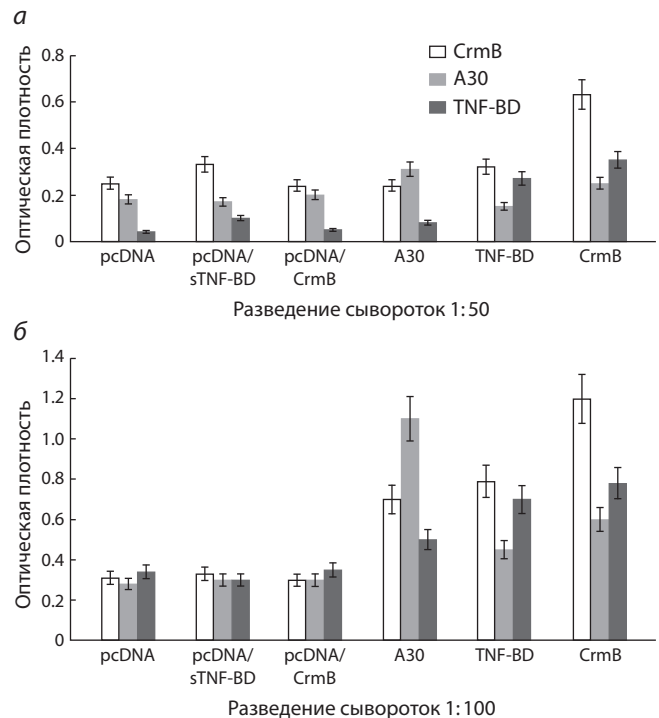 а
0.8
0.6
0.4
0.2
0
Оптическая плотность
CrmB
A30
TNF-BD
pcDNA pcDNA/ pcDNA/ A30 TNF-BD CrmB
sTNF-BD CrmB
Разведение сывороток 1:50
б
1.4
1.2
1.0
0.8
0.6
0.4
0.2
0
Оптическая плотность
pcDNA pcDNA/ pcDNA/ A30 TNF-BD CrmB
sTNF-BD CrmB
Разведение сывороток 1:100